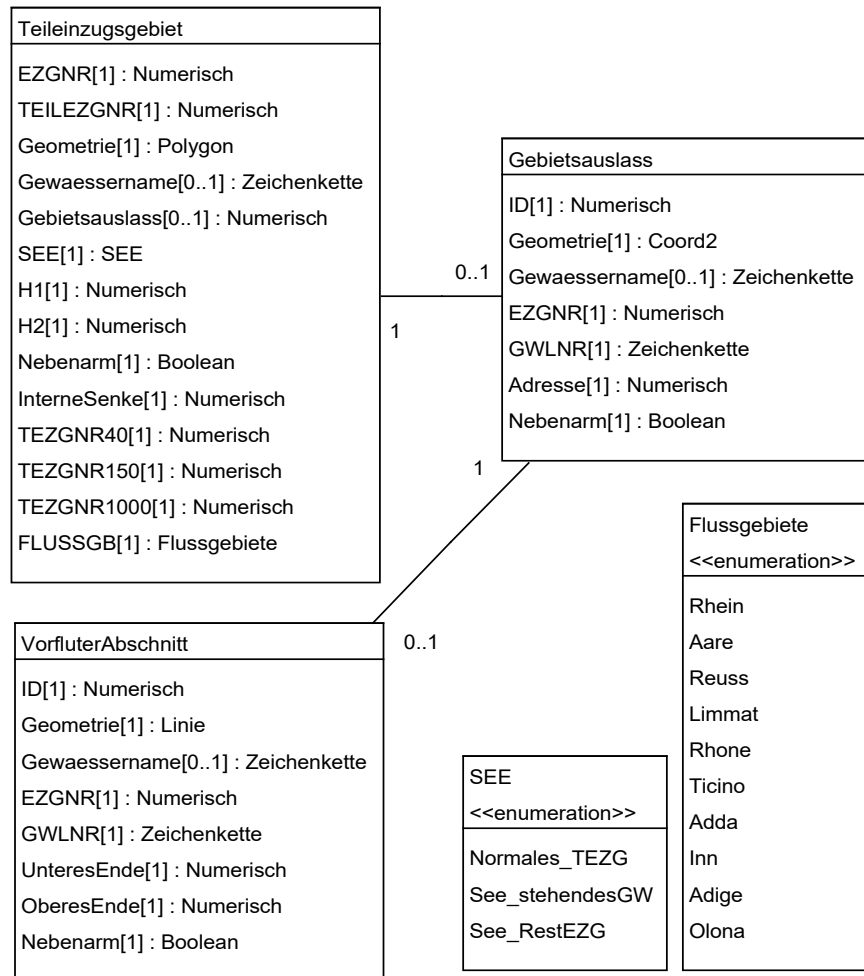 Teileinzugsgebiet
EZGNR[1] : Numerisch
TEILEZGNR[1] : Numerisch
Geometrie[1] : Polygon
Gewaessername[0..1] : Zeichenkette
Gebietsauslass[0..1] : Numerisch
SEE[1] : SEE
H1[1] : Numerisch
H2[1] : Numerisch
Nebenarm[1] : Boolean
InterneSenke[1] : Numerisch
TEZGNR40[1] : Numerisch
TEZGNR150[1] : Numerisch
TEZGNR1000[1] : Numerisch
FLUSSGB[1] : Flussgebiete
0..1
1
Gebietsauslass
ID[1] : Numerisch
Geometrie[1] : Coord2
Gewaessername[0..1] : Zeichenkette
EZGNR[1] : Numerisch
GWLNR[1] : Zeichenkette
Adresse[1] : Numerisch
Nebenarm[1] : Boolean
1
0..1
VorfluterAbschnitt
ID[1] : Numerisch
Geometrie[1] : Linie
Gewaessername[0..1] : Zeichenkette
EZGNR[1] : Numerisch
GWLNR[1] : Zeichenkette
UnteresEnde[1] : Numerisch
OberesEnde[1] : Numerisch
Nebenarm[1] : Boolean
SEE
<<enumeration>>
Normales_TEZG
See_stehendesGW
See_RestEZG
Flussgebiete
<<enumeration>>
Rhein
Aare
Reuss
Limmat
Rhone
Ticino
Adda
Inn
Adige
Olona